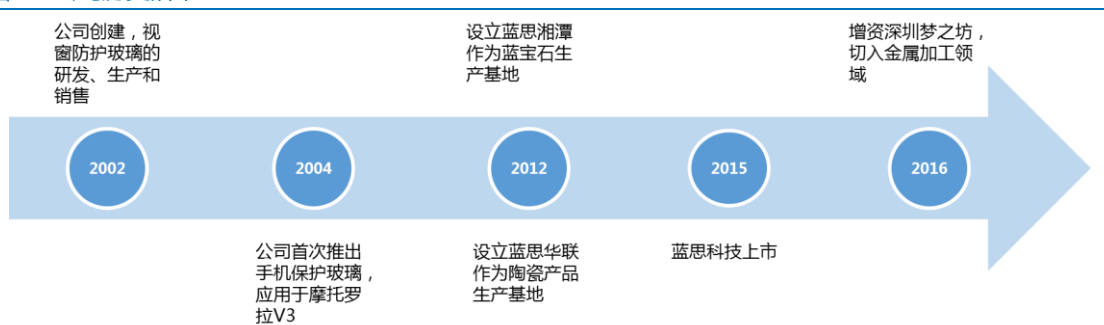 公司创建，视
窗防护玻璃的
研发、生产和
销售
设立蓝思湘潭
作为蓝宝石生
产基地
增资深圳梦之坊，
切入金属加工领
域
2002
2004
2012
2015
2016
公司首次推出
手机保护玻璃，
应用于摩托罗
拉V3
设立蓝思华联
作为陶瓷产品
生产基地
蓝思科技上市